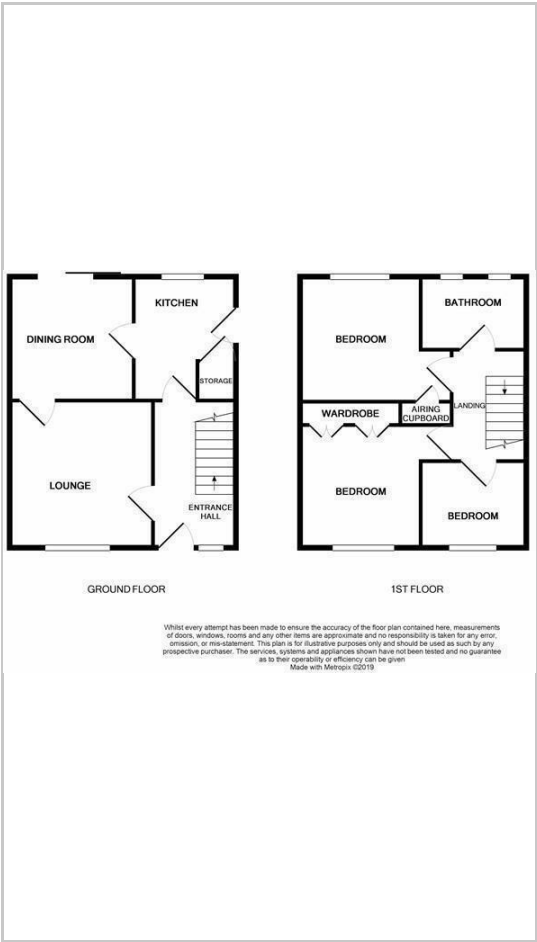 KITCHEN
DINING ROOM
STORAGE
LOUNGE
ENTRANCE
HALL
GROUND FLOOR
BATHROOM
BEDROOM
LANDING
WARDROBE
AIRING
CUPBOARD
BEDROOM
BEDROOM
1ST FLOOR
Whilst every attempt has been made to ensure the accuracy of the floor plan contained here, measurements
of doors, windows, rooms and any other items are approximate and no responsibility is taken for any error,
omission, or mis-statement. This plan is for illustrative purposes only and should be used as such by any
prospective purchaser. The services, systems and appliances shown have not been tested and no guarantee
as to their operability or efficiency can be given
Made with Metropix ©2019